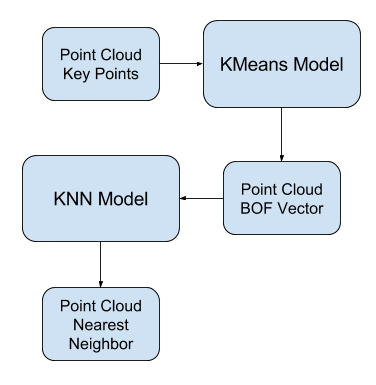 Point Cloud
Key Points
KMeans Model
Point Cloud
BOF Vector
KNN Model
Point Cloud
Nearest
Neighbor